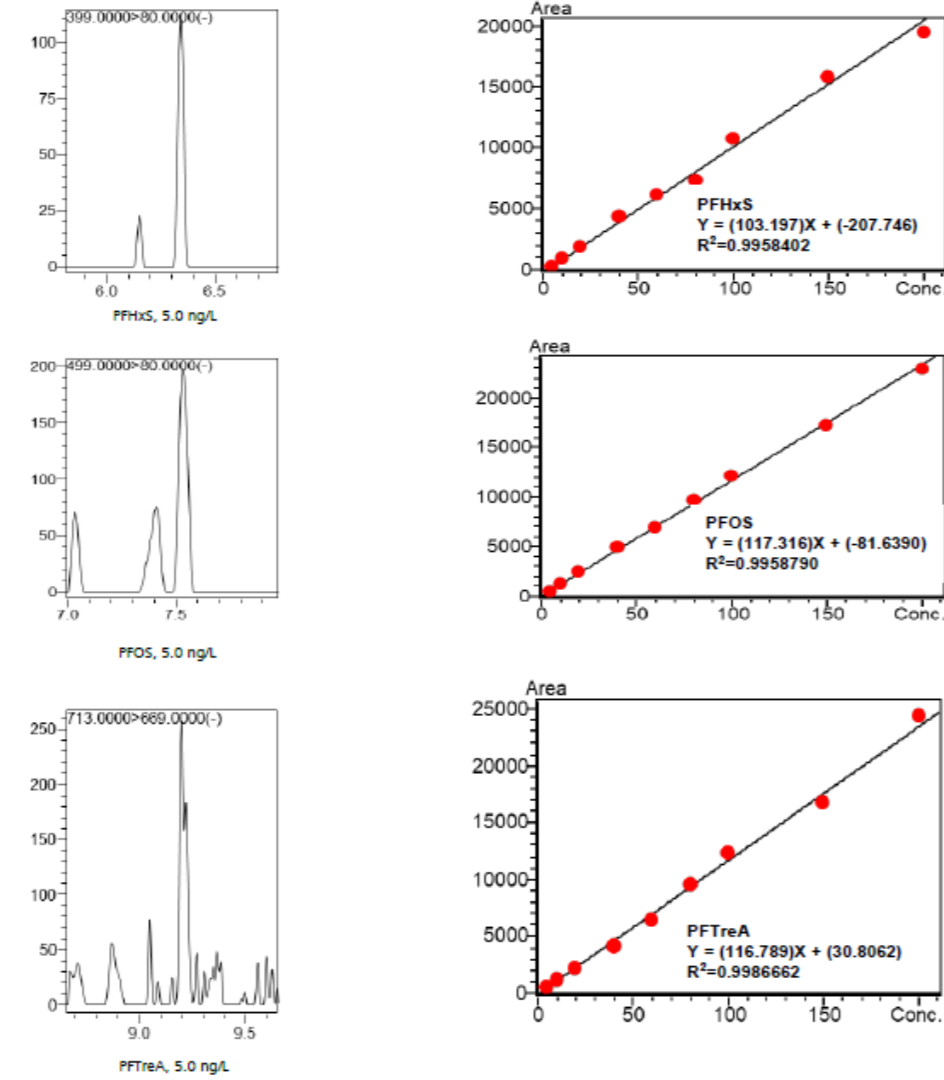 399.0000>80.0000(-)
100
75
50
25
0
6.0 6.5
PFHxS, 5.0 ng/L
Area
20000
15000
10000
5000
0
PFHxS
Y = (103.197)X + (-207.746)
R²=0.9958402
0 50 100 150 Conc.
499.0000>80.0000(-)
200
150
100
50
0
7.0 7.5
PFOS, 5.0 ng/L
Area
20000
15000
10000
5000
0
PFOS
Y = (117.316)X + (-81.6390)
R²=0.9958790
0 50 100 150 Conc.
713.0000>669.0000(-)
250
200
150
100
50
0
9.0 9.5
PFTreA, 5.0 ng/L
Area
25000
20000
15000
10000
5000
0
PFTreA
Y = (116.789)X + (30.8062)
R²=0.9986662
0 50 100 150 Conc.